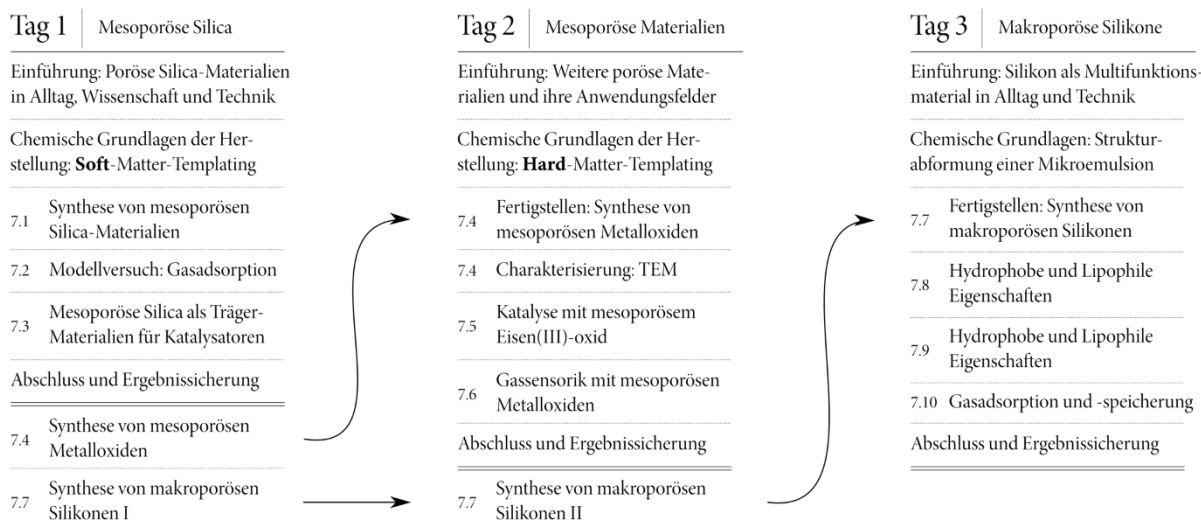 Tag 1 Mesoporöse Silica
Einführung: Poröse Silica-Materialien
in Alltag, Wissenschaft und Technik
Chemische Grundlagen der Her-
stellung: Soft-Matter-Templating
7.1 Synthese von mesoporösen
Silica-Materialien
7.2 Modellversuch: Gasadsorption
7.3 Mesoporöse Silica als Träger-
Materialien für Katalysatoren
Abschluss und Ergebnissicherung
7.4 Synthese von mesoporösen
Metalloxiden
7.7 Synthese von makroporösen
Silikonen I
Tag 2 Mesoporöse Materialien
Einführung: Weitere poröse Mate-
rialien und ihre Anwendungsfelder
Chemische Grundlagen der Her-
stellung: Hard-Matter-Templating
7.4 Fertigstellen: Synthese von
mesoporösen Metalloxiden
7.4 Charakterisierung: TEM
7.5 Katalyse mit mesoporösem
Eisen(III)-oxid
7.6 Gassensorik mit mesoporösen
Metalloxiden
Abschluss und Ergebnissicherung
7.7 Synthese von makroporösen
Silikonen II
Tag 3 Makroporöse Silikone
Einführung: Silikon als Multifunktions-
material in Alltag und Technik
Chemische Grundlagen: Struktur-
abformung einer Mikroemulsion
7.7 Fertigstellen: Synthese von
makroporösen Silikonen
7.8 Hydrophobe und Lipophile
Eigenschaften
7.9 Hydrophobe und Lipophile
Eigenschaften
7.10 Gasadsorption und -speicherung
Abschluss und Ergebnissicherung